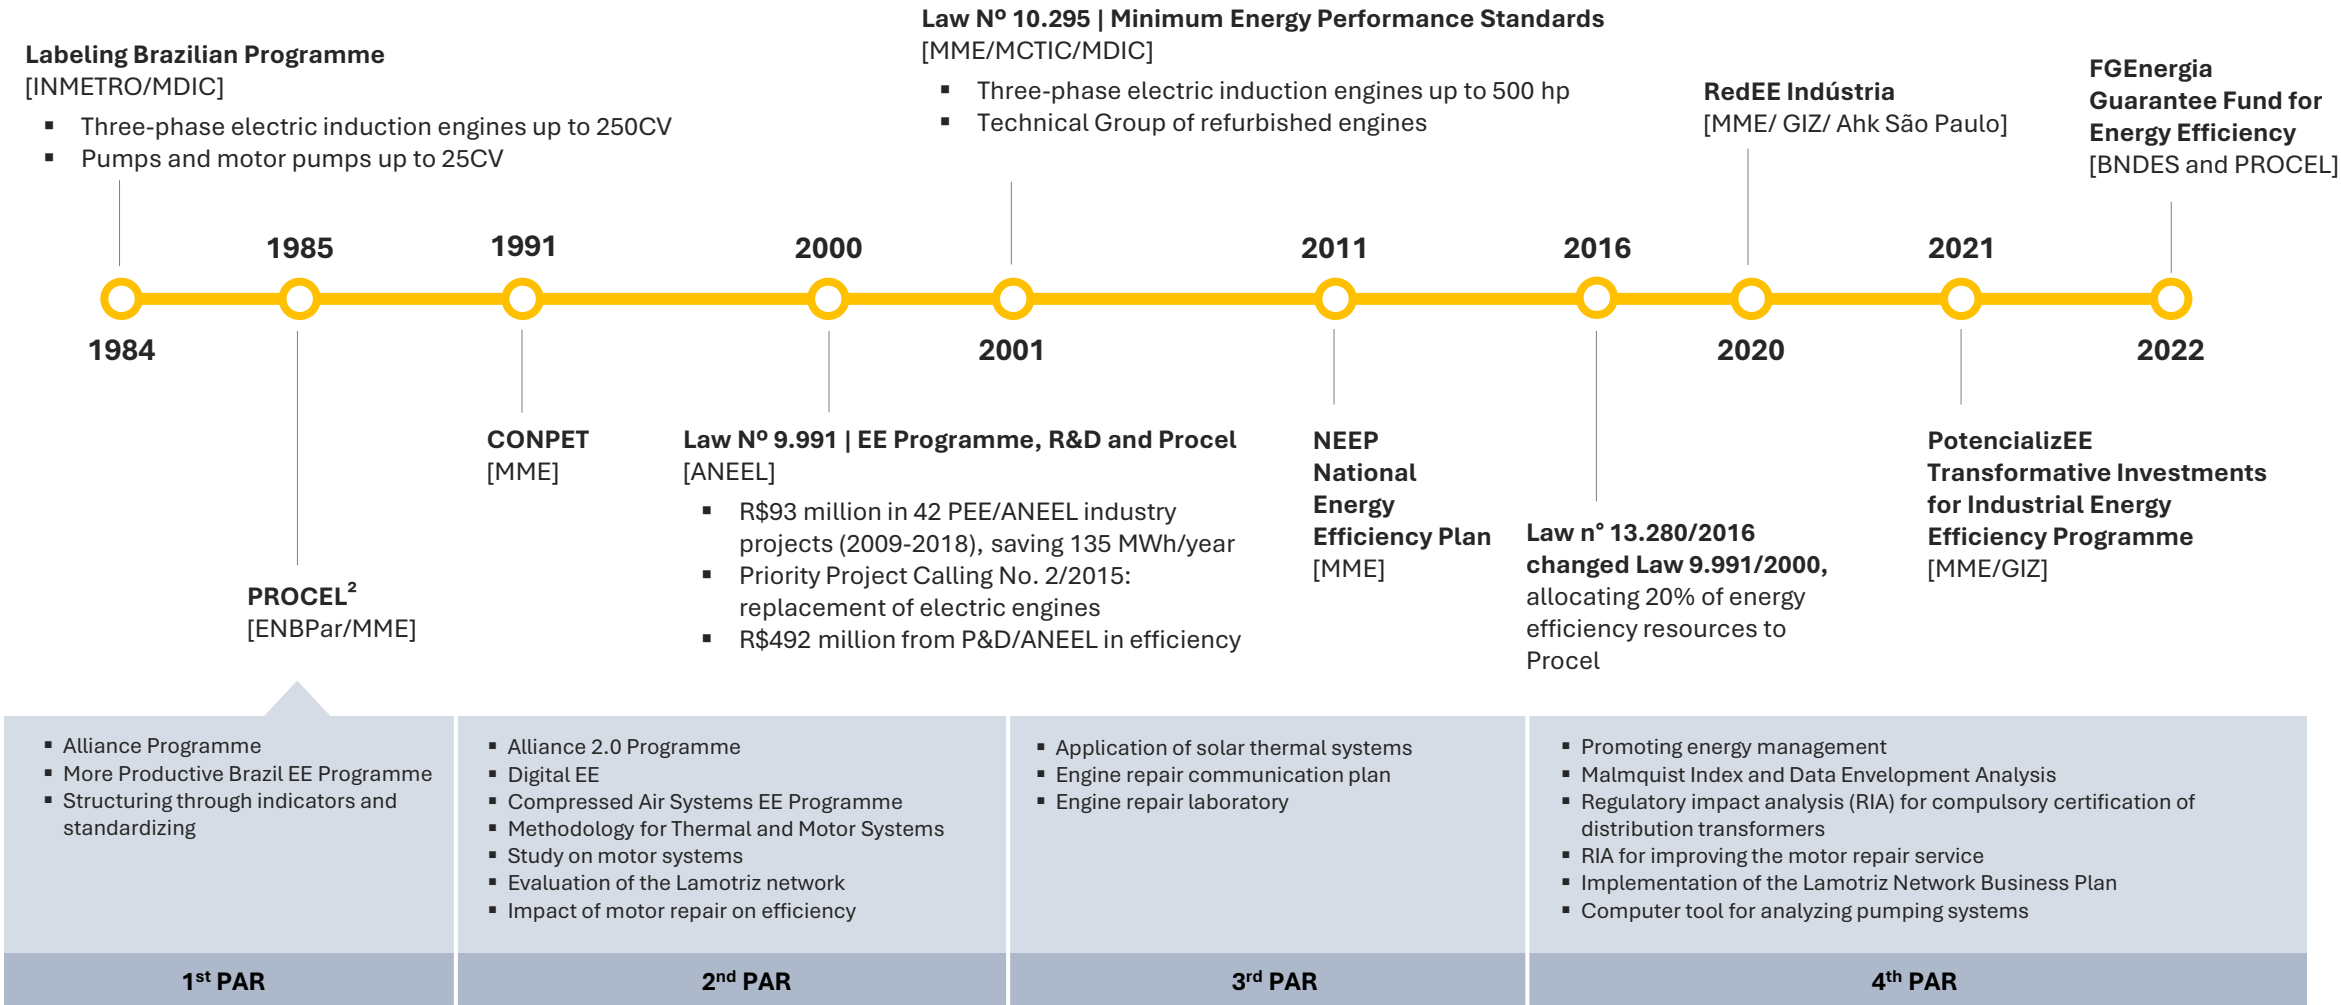 Law Nº 10.295 | Minimum Energy Performance Standards
[MME/MCTIC/MDIC]
▪ Three-phase electric induction engines up to 500 hp
▪ Technical Group of refurbished engines
Labeling Brazilian Programme
[INMETRO/MDIC]
▪ Three-phase electric induction engines up to 250CV
▪ Pumps and motor pumps up to 25CV
RedEE Indústria
[MME/ GIZ/ Ahk São Paulo]
FGEnergia
Guarantee Fund for
Energy Efficiency
[BNDES and PROCEL]
1985
1991
2000
2011
2016
2021
1984
2001
2020
2022
PROCEL²
[ENBPar/MME]
CONPET
[MME]
Law Nº 9.991 | EE Programme, R&D and Procel
[ANEEL]
▪ R$93 million in 42 PEE/ANEEL industry
projects (2009-2018), saving 135 MWh/year
▪ Priority Project Calling No. 2/2015:
replacement of electric engines
▪ R$492 million from P&D/ANEEL in efficiency
NEEP
National
Energy
Efficiency Plan
[MME]
Law n° 13.280/2016
changed Law 9.991/2000,
allocating 20% of energy
efficiency resources to
Procel
PotencializEE
Transformative Investments
for Industrial Energy
Efficiency Programme
[MME/GIZ]
▪ Alliance Programme
▪ More Productive Brazil EE Programme
▪ Structuring through indicators and
standardizing
1st PAR
▪ Alliance 2.0 Programme
▪ Digital EE
▪ Compressed Air Systems EE Programme
▪ Methodology for Thermal and Motor Systems
▪ Study on motor systems
▪ Evaluation of the Lamotriz network
▪ Impact of motor repair on efficiency
2nd PAR
▪ Application of solar thermal systems
▪ Engine repair communication plan
▪ Engine repair laboratory
3rd PAR
▪ Promoting energy management
▪ Malmquist Index and Data Envelopment Analysis
▪ Regulatory impact analysis (RIA) for compulsory certification of
distribution transformers
▪ RIA for improving the motor repair service
▪ Implementation of the Lamotriz Network Business Plan
▪ Computer tool for analyzing pumping systems
4th PAR